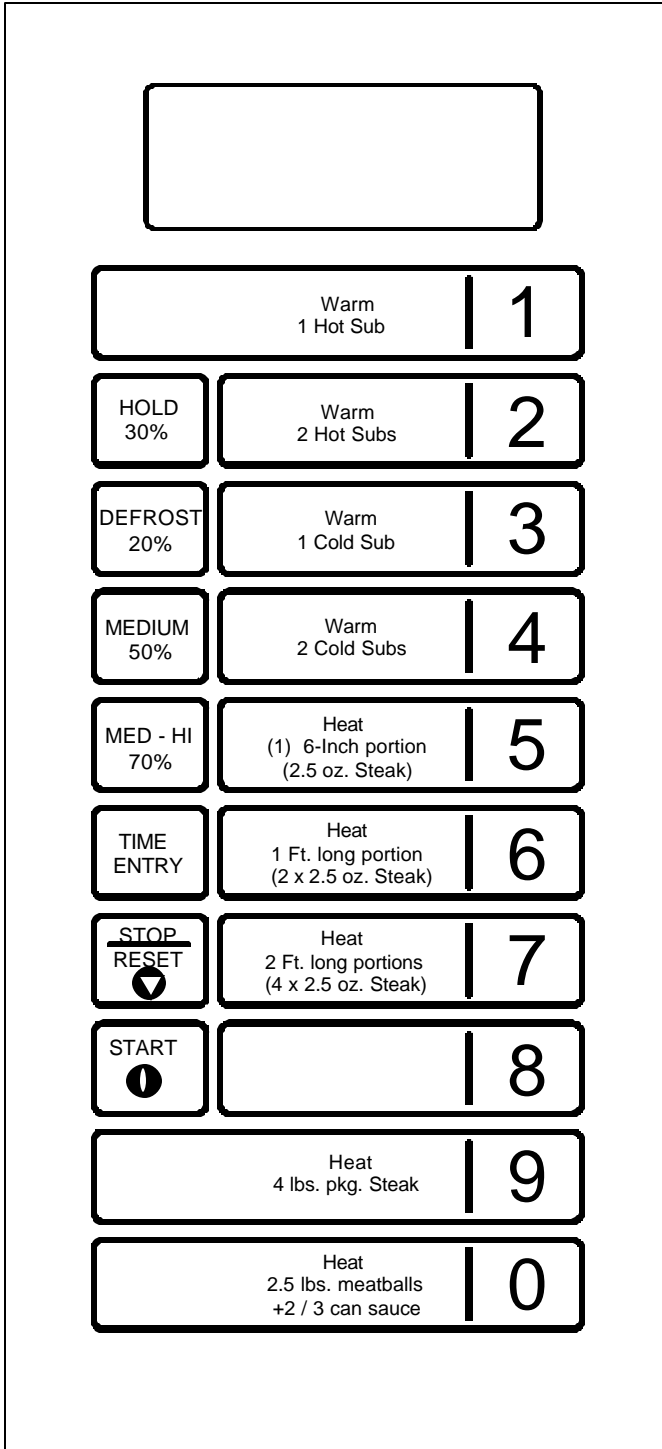 Warm
1 Hot Sub
1
HOLD
30%
Warm
2 Hot Subs
2
DEFROST
20%
Warm
1 Cold Sub
3
MEDIUM
50%
Warm
2 Cold Subs
4
MED - HI
70%
Heat
(1) 6-Inch portion
(2.5 oz. Steak)
5
TIME
ENTRY
Heat
1 Ft. long portion
(2 x 2.5 oz. Steak)
6
STOP
RESET
Heat
2 Ft. long portions
(4 x 2.5 oz. Steak)
7
START
8
Heat
4 lbs. pkg. Steak
9
Heat
2.5 lbs. meatballs
+2 / 3 can sauce
0